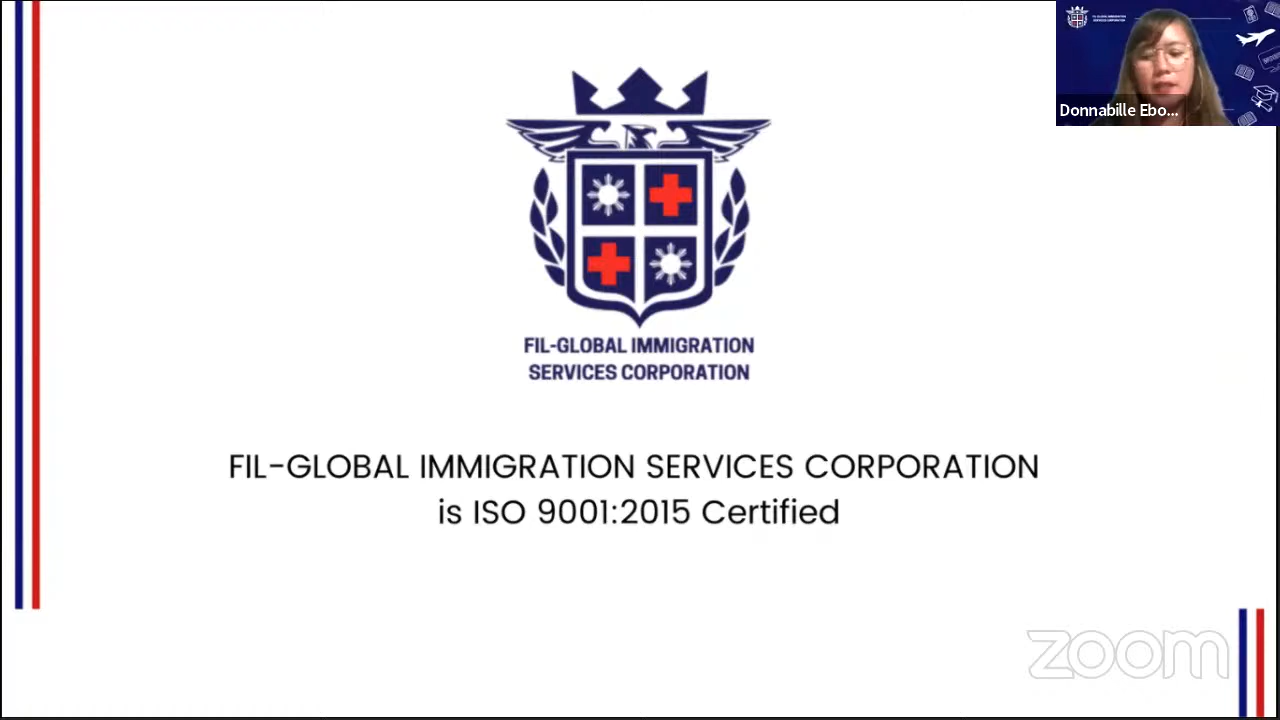 Donnabille Ebo...
FIL-GLOBAL IMMIGRATION
SERVICES CORPORATION
FIL-GLOBAL IMMIGRATION SERVICES CORPORATION
is ISO 9001:2015 Certified
zoom